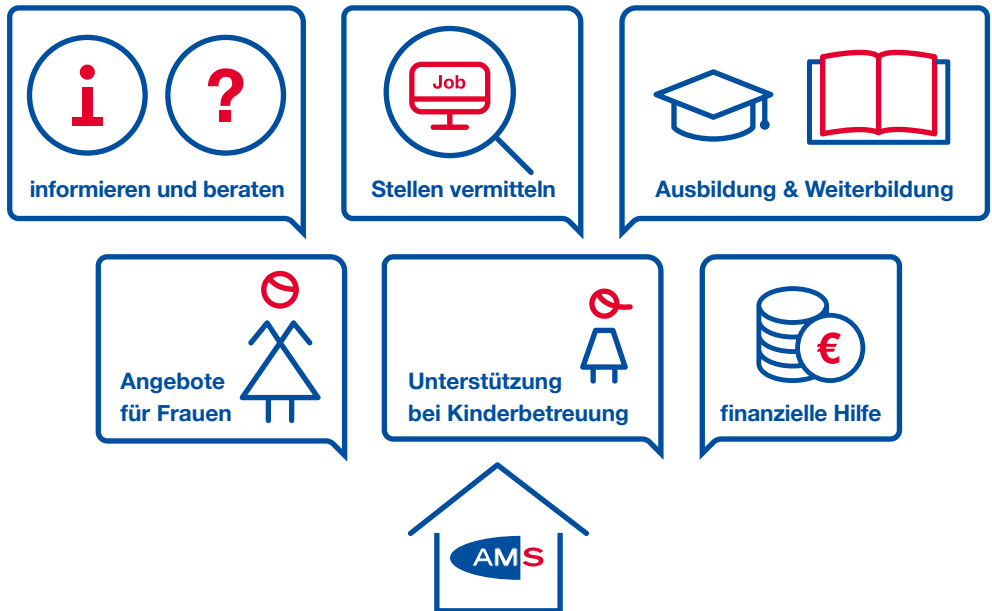 i ?
Job
informieren und beraten
Stellen vermitteln
Ausbildung & Weiterbildung
Angebote
für Frauen
Unterstützung
bei Kinderbetreuung
€
finanzielle Hilfe
AMS